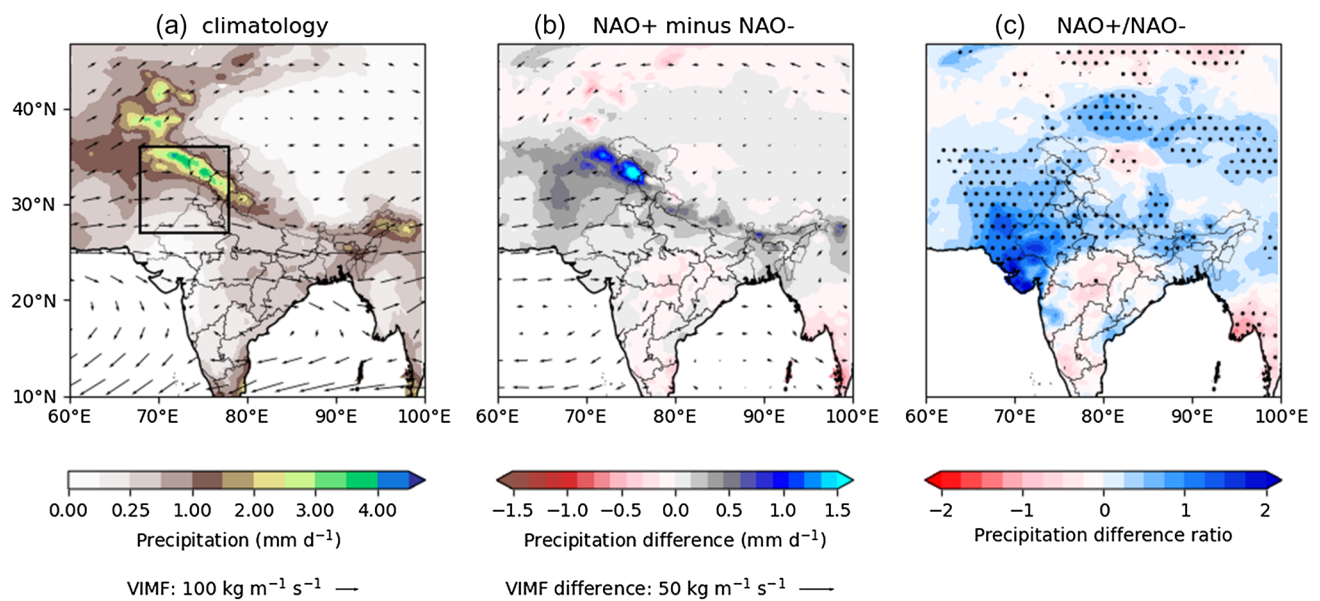 (a) climatology
(b) NAO+ minus NAO-
(c) NAO+/NAO-
40°N
30°N
20°N
10°N
60°E 70°E 80°E 90°E 100°E
60°E 70°E 80°E 90°E 100°E
60°E 70°E 80°E 90°E 100°E
0.00 0.25 1.00 2.00 3.00 4.00
−1.5 −1.0 −0.5 0.0 0.5 1.0 1.5
−2 −1 0 1 2
Precipitation (mm d⁻¹)
Precipitation difference (mm d⁻¹)
Precipitation difference ratio
VIMF: 100 kg m⁻¹ s⁻¹
VIMF difference: 50 kg m⁻¹ s⁻¹